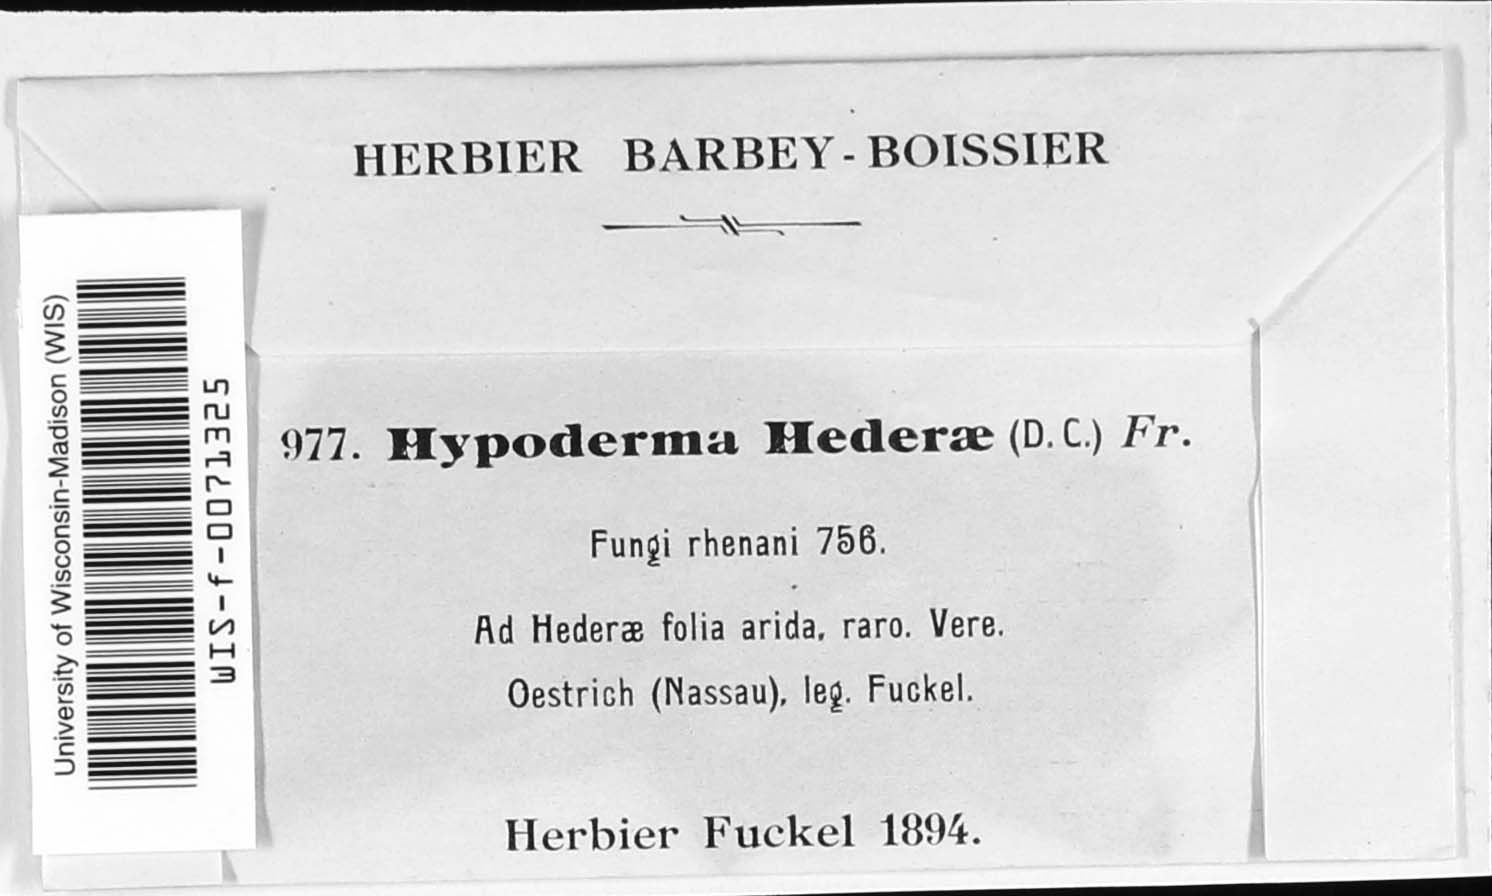 HERBIER BARBEY-BOISSIER
977. Hypoderma Hederæ (D. C.) Fr.
Fungi rhenani 756.
Ad Hederæ folia arida, raro. Vere.
Oestrich (Nassau), leg. Fuckel.
Herbier Fuckel 1894.
University of Wisconsin-Madison (WIS)
WIS-f-0071325